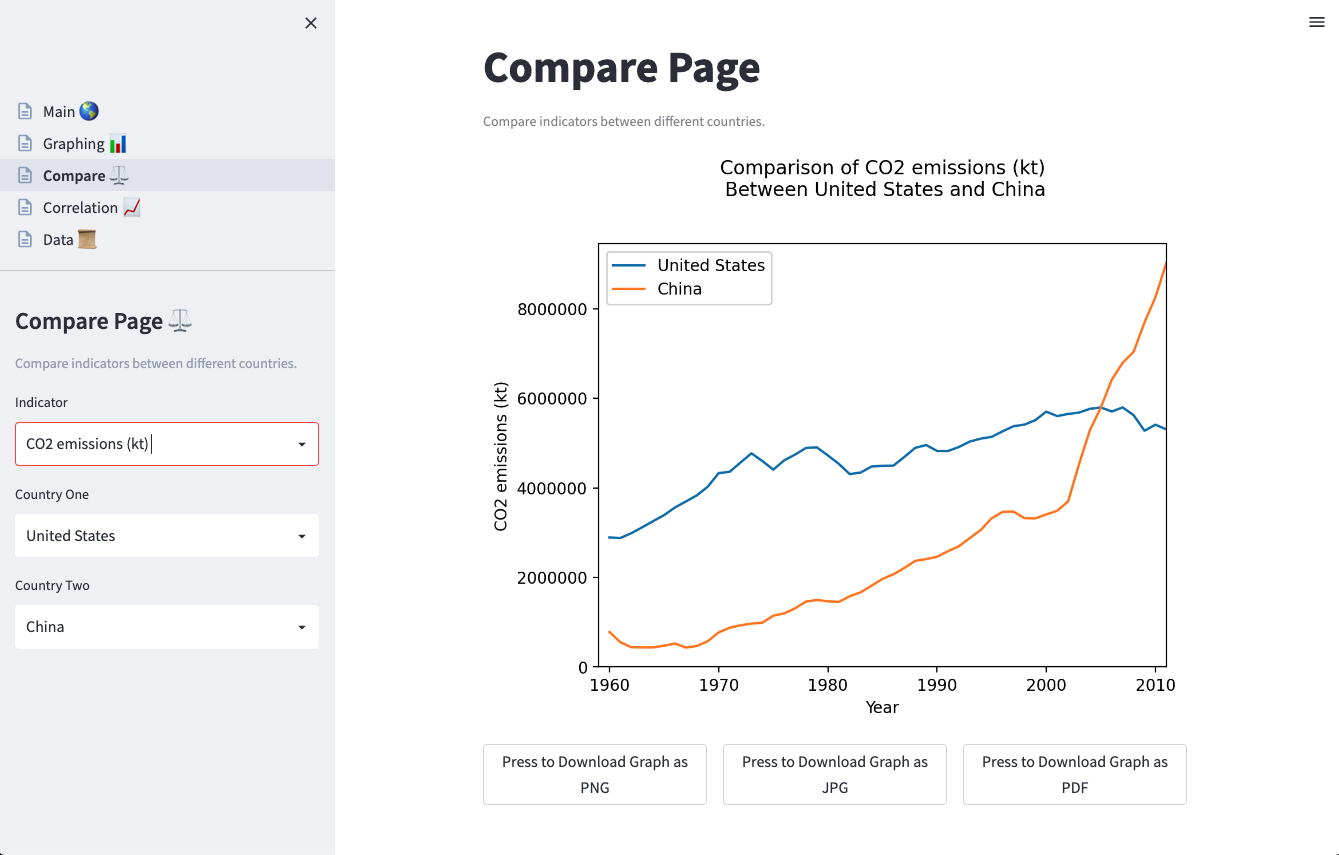 Main 🌎
Graphing 📊
Compare ⚖️
Correlation 📈
Data 📜
Compare Page ⚖️
Compare indicators between different countries.
Indicator
CO2 emissions (kt)
Country One
United States
Country Two
China
Compare Page
Compare indicators between different countries.
Comparison of CO2 emissions (kt)
Between United States and China
United States
China
CO2 emissions (kt)
8000000
6000000
4000000
2000000
0
1960 1970 1980 1990 2000 2010
Year
Press to Download Graph as
PNG
Press to Download Graph as
JPG
Press to Download Graph as
PDF